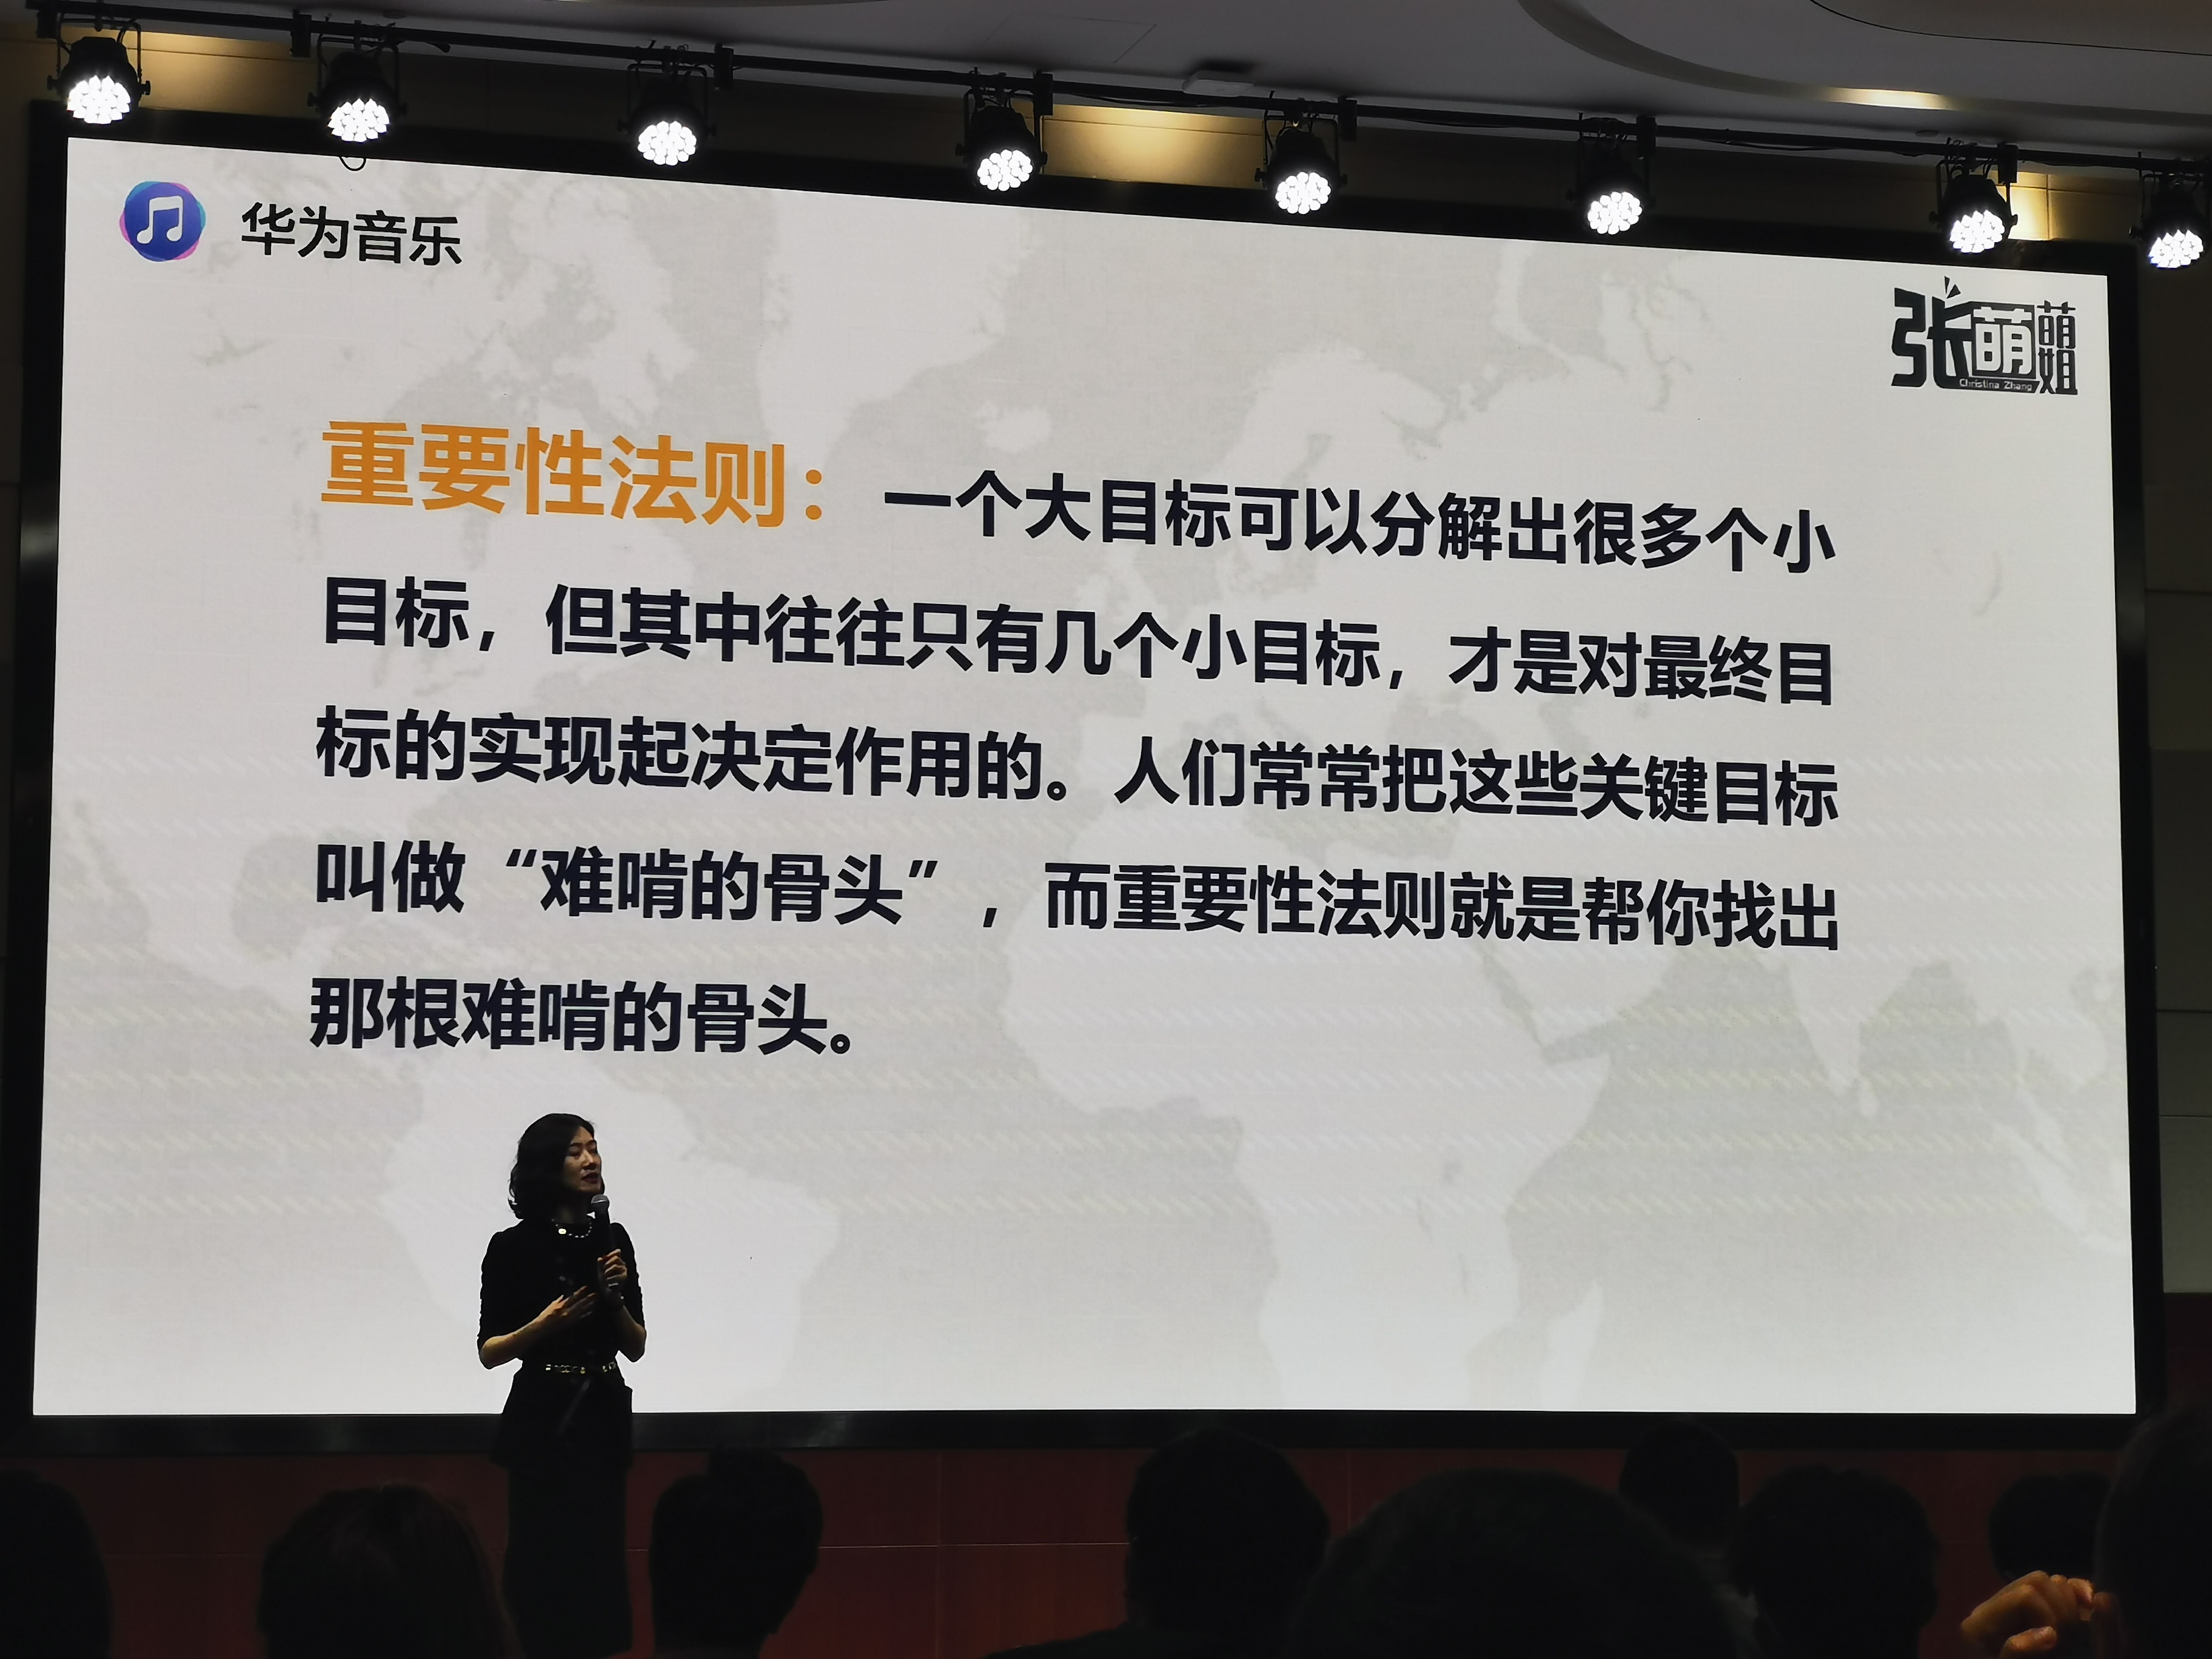 华为音乐
张萌萌姐
Christina Zhang
重要性法则：一个大目标可以分解出很多个小
目标，但其中往往只有几个小目标，才是对最终目
标的实现起决定作用的。人们常常把这些关键目标
叫做“难啃的骨头”，而重要性法则就是帮你找出
那根难啃的骨头。